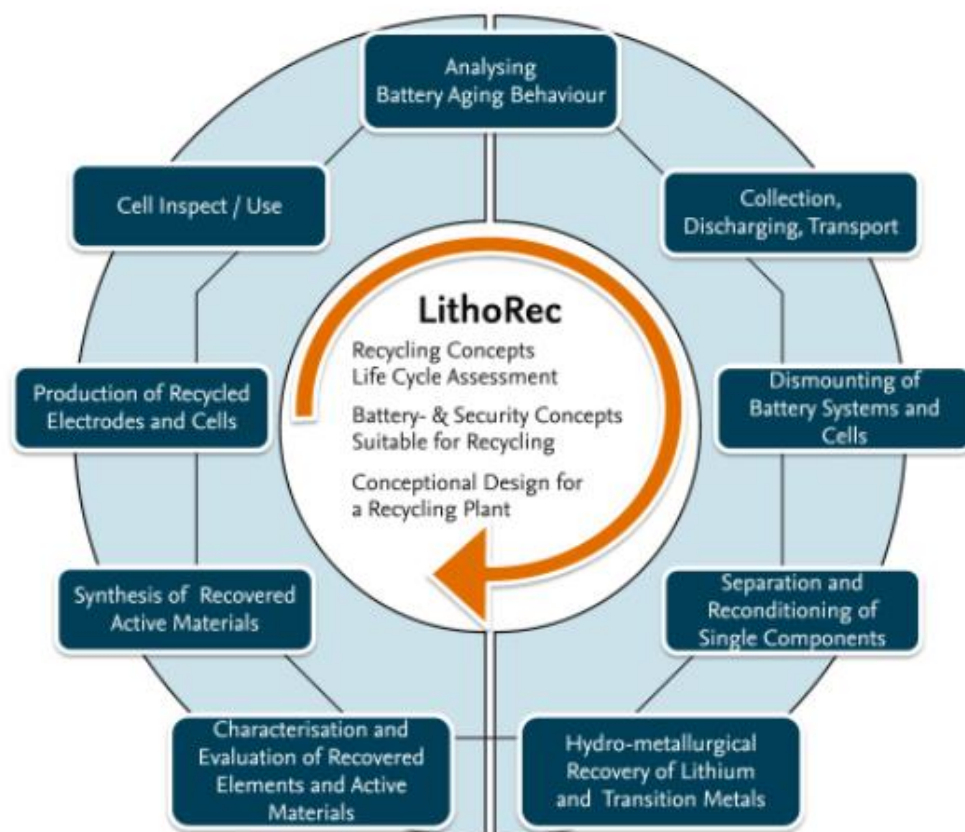 Analysing
Battery Aging Behaviour
Cell Inspect / Use
Collection,
Discharging, Transport
LithoRec
Recycling Concepts
Life Cycle Assessment
Battery- & Security Concepts
Suitable for Recycling
Conceptional Design for
a Recycling Plant
Production of Recycled
Electrodes and Cells
Dismounting of
Battery Systems and
Cells
Synthesis of Recovered
Active Materials
Separation and
Reconditioning of
Single Components
Characterisation and
Evaluation of Recovered
Elements and Active
Materials
Hydro-metallurgical
Recovery of Lithium
and Transition Metals